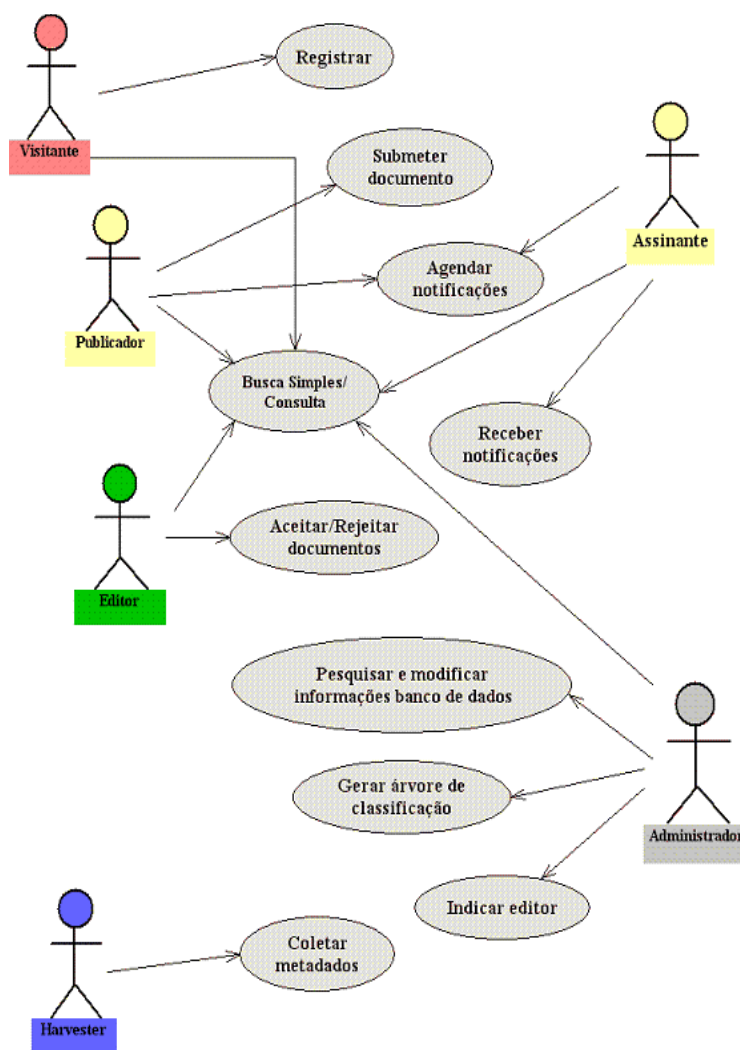 Registrar
Visitante
Submeter
documento
Assinante
Agendar
notificações
Publicador
Busca Simples/
Consulta
Receber
notificações
Aceitar/Rejeitar
documentos
Editor
Pesquisar e modificar
informações banco de dados
Gerar árvore de
classificação
Administrador
Indicar editor
Coletar
metadados
Harvester